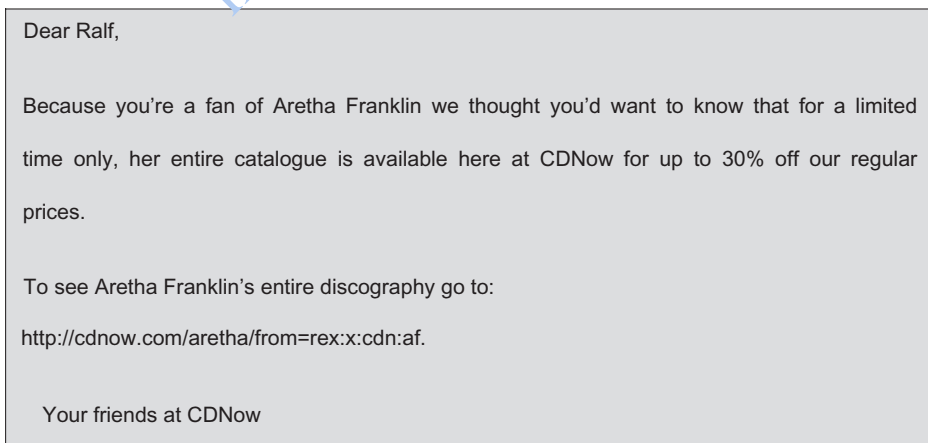 Dear Ralf,
Because you’re a fan of Aretha Franklin we thought you’d want to know that for a limited
time only, her entire catalogue is available here at CDNow for up to 30% off our regular
prices.
To see Aretha Franklin’s entire discography go to:
http://cdnow.com/aretha/from=rex:x:cdn:af.
Your friends at CDNow